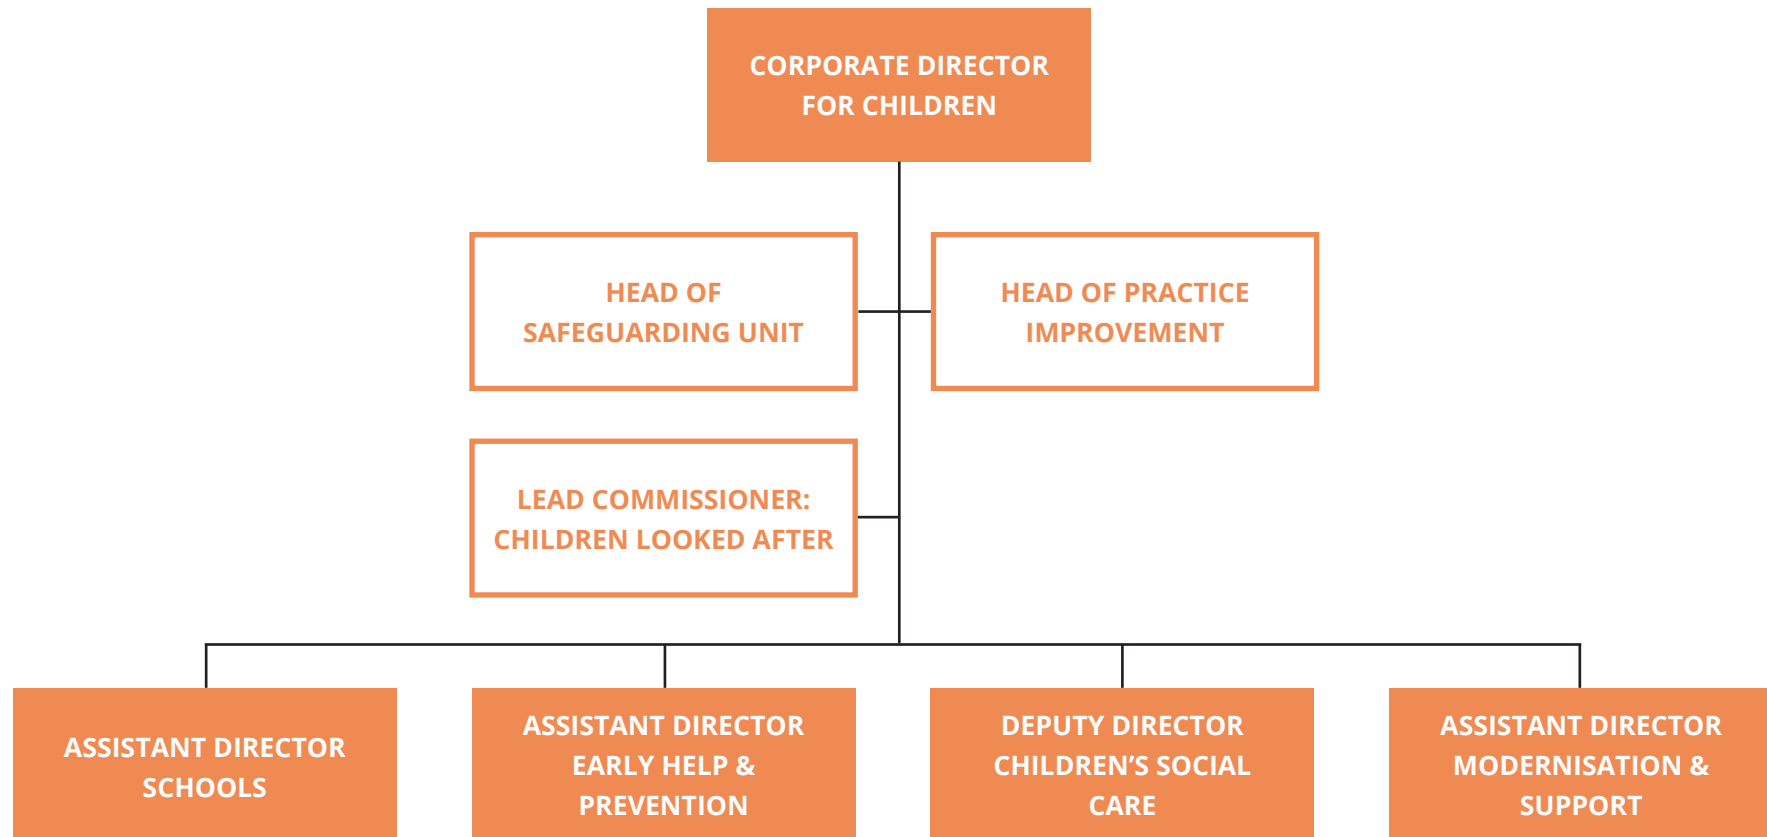 CORPORATE DIRECTOR
FOR CHILDREN
HEAD OF
SAFEGUARDING UNIT
HEAD OF PRACTICE
IMPROVEMENT
LEAD COMMISSIONER:
CHILDREN LOOKED AFTER
ASSISTANT DIRECTOR
SCHOOLS
ASSISTANT DIRECTOR
EARLY HELP &
PREVENTION
DEPUTY DIRECTOR
CHILDREN’S SOCIAL
CARE
ASSISTANT DIRECTOR
MODERNISATION &
SUPPORT